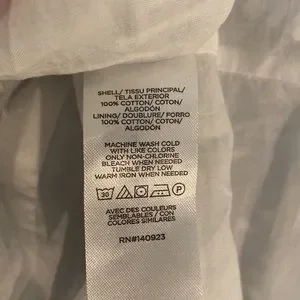 SHELL/ TISSU PRINCIPAL/
TELA EXTERIOR
100% COTTON/ COTON/
ALGODÓN
LINING/ DOUBLURE/ FORRO
100% COTTON/ COTON/
ALGODÓN
MACHINE WASH COLD
WITH LIKE COLORS
ONLY NON-CHLORINE
BLEACH WHEN NEEDED
TUMBLE DRY LOW
WARM IRON WHEN NEEDED
30 P
AVEC DES COULEURS
SEMBLABLES / CON
COLORES SIMILARES
RN#140923